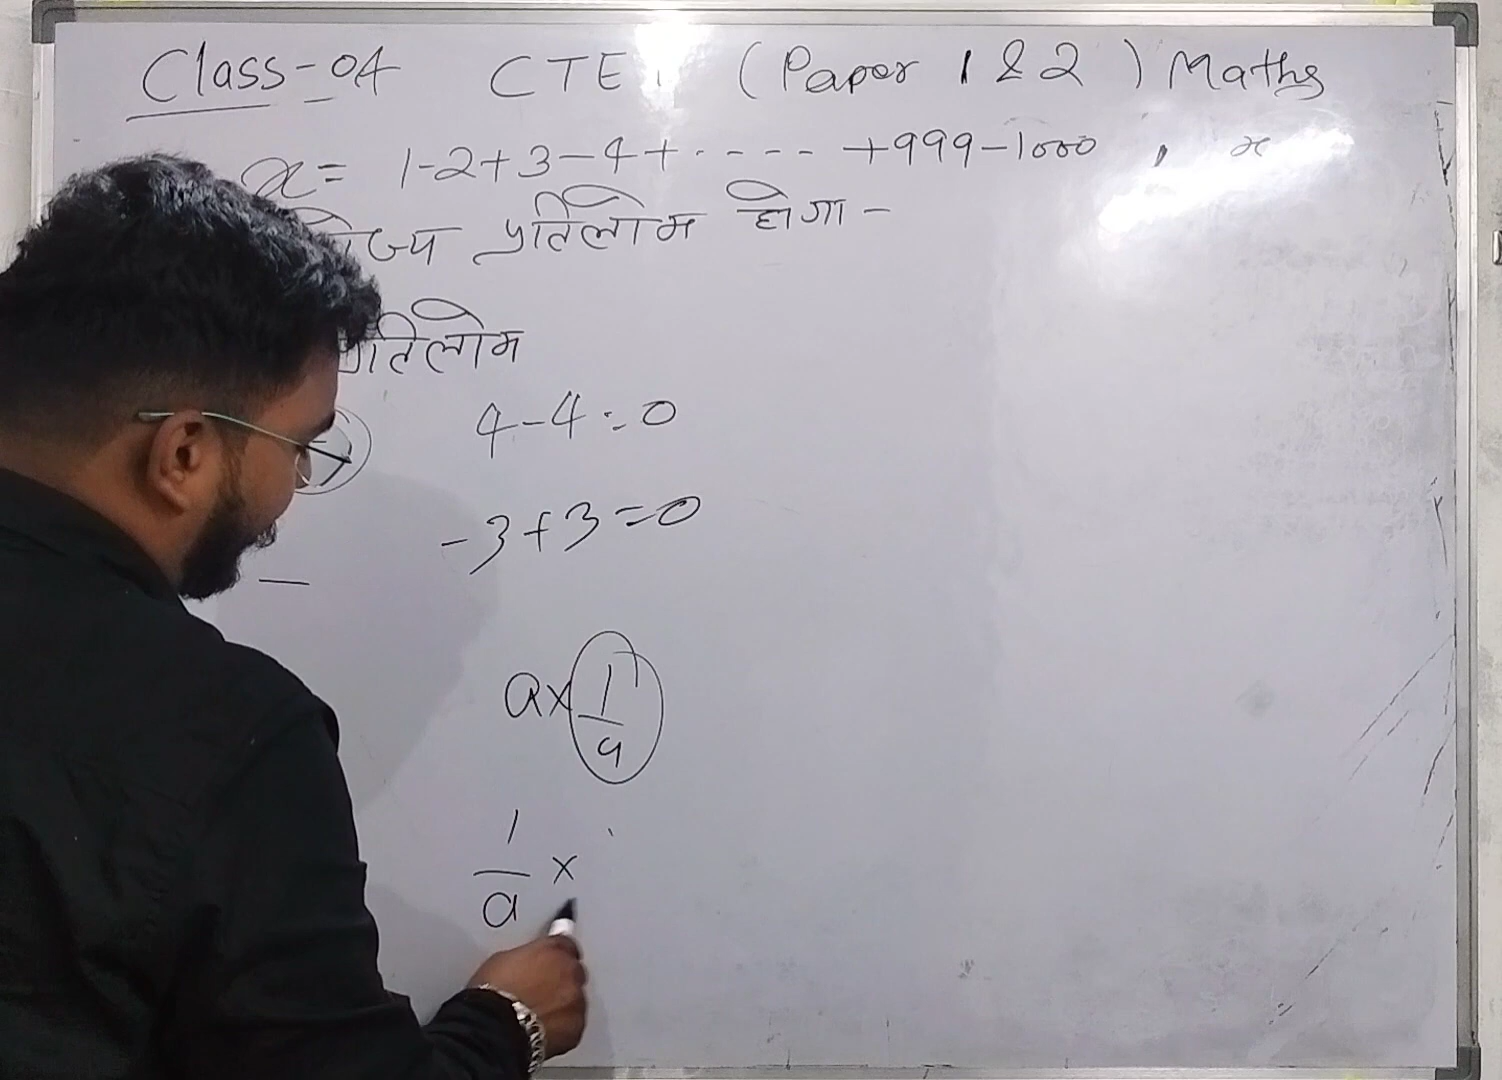 Class-04 CTET (Paper 1 & 2) Maths
x = 1-2+3-4+ ----- +999-1000 , x
प्रतिलोम होगा -
प्रतिलोम
4-4=0
-3+3=0
a×1/a
1/a ×